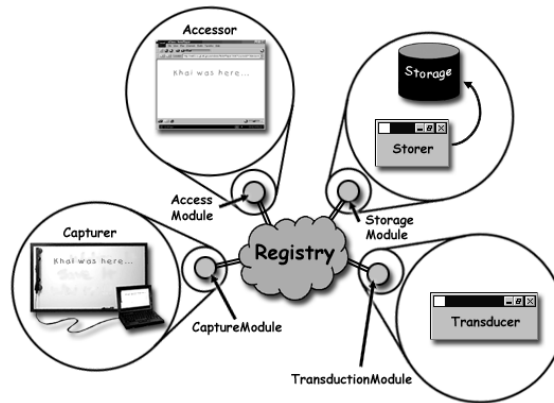 Accessor
Khai was here...
Storage
Storer
Access
Module
Storage
Module
Capturer
Khai was here...
Registry
CaptureModule
Transducer
TransductionModule